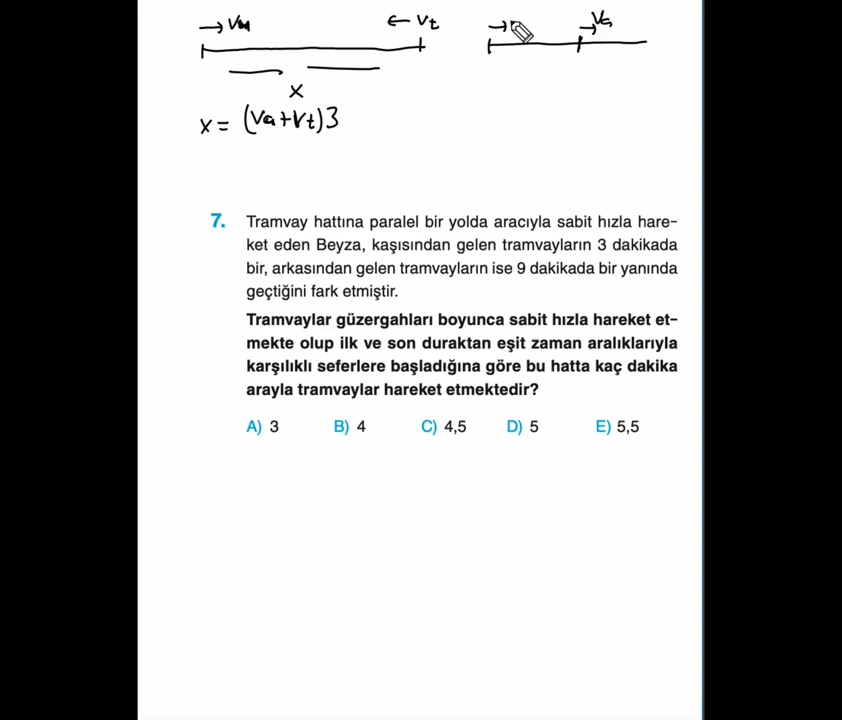 → Va ← Vt → → Va
x
x = (Va+Vt)3
7. Tramvay hattına paralel bir yolda aracıyla sabit hızla hare-
ket eden Beyza, kaşısından gelen tramvayların 3 dakikada
bir, arkasından gelen tramvayların ise 9 dakikada bir yanında
geçtiğini fark etmiştir.
Tramvaylar güzergahları boyunca sabit hızla hareket et-
mekte olup ilk ve son duraktan eşit zaman aralıklarıyla
karşılıklı seferlere başladığına göre bu hatta kaç dakika
arayla tramvaylar hareket etmektedir?
A) 3 B) 4 C) 4,5 D) 5 E) 5,5